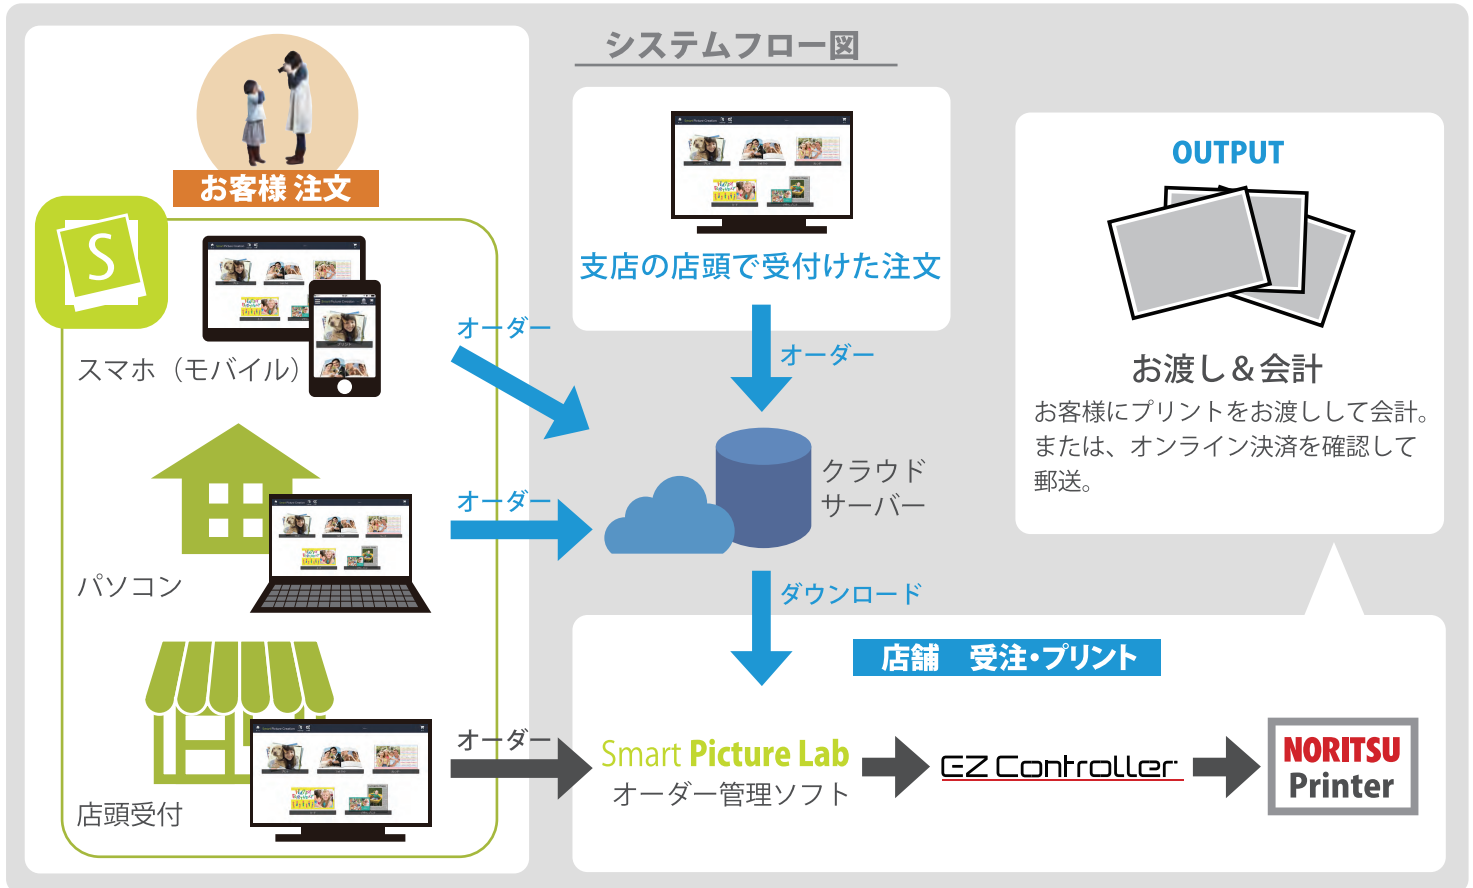 システムフロー図
お客様 注文
S
スマホ（モバイル）
パソコン
店頭受付
オーダー
オーダー
オーダー
支店の店頭で受付けた注文
オーダー
クラウド
サーバー
ダウンロード
店舗 受注・プリント
Smart Picture Lab
オーダー管理ソフト
EZ Controller
NORITSU
Printer
OUTPUT
お渡し＆会計
お客様にプリントをお渡しして会計。
または、オンライン決済を確認して
郵送。